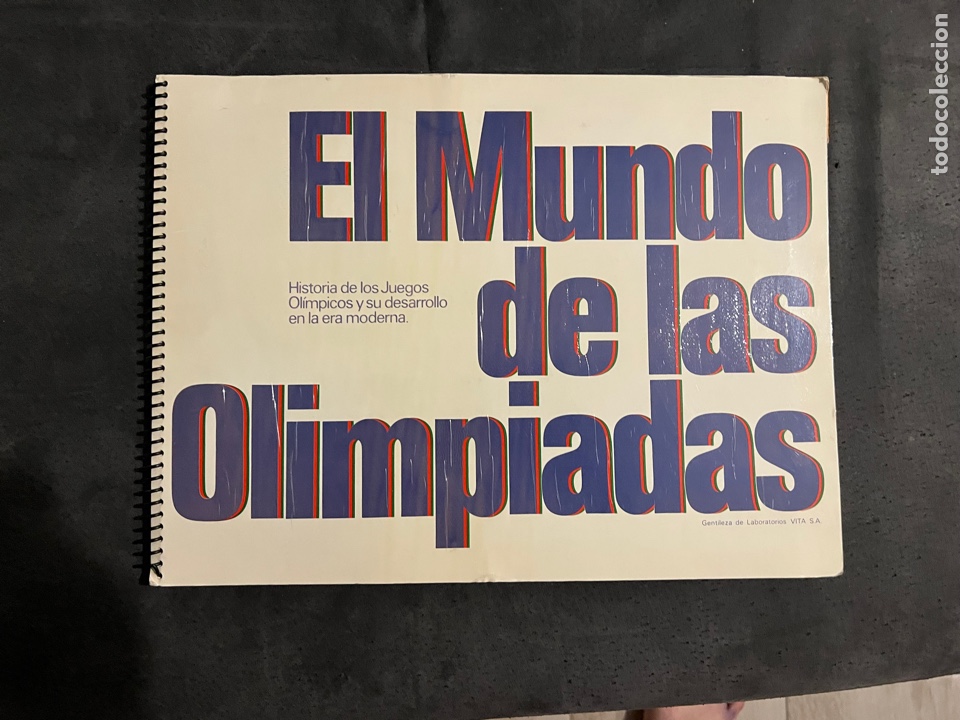 El Mundo
Historia de los Juegos
Olímpicos y su desarrollo
en la era moderna.
de las
Olimpiadas
Gentileza de Laboratorios VITA S.A.
todocoleccion